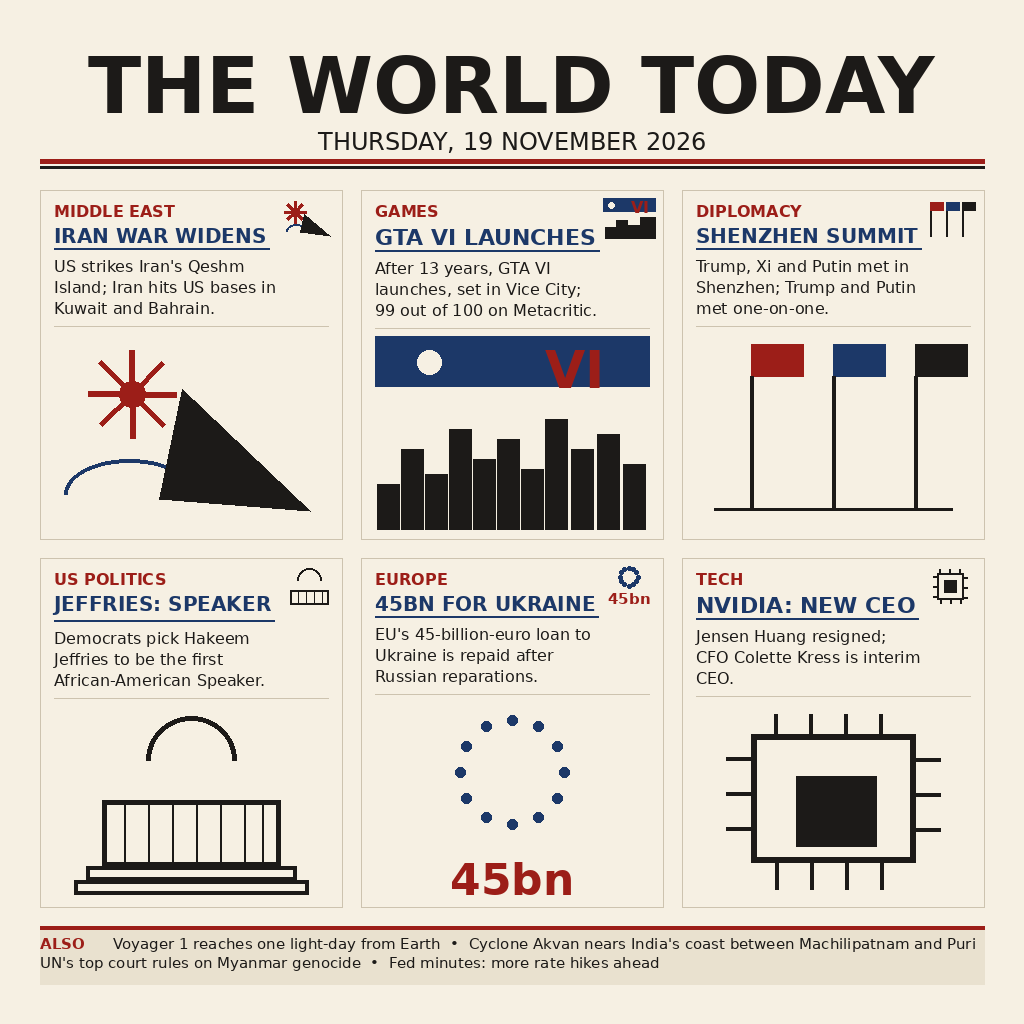 THE WORLD TODAY
THURSDAY, 19 NOVEMBER 2026
MIDDLE EAST
IRAN WAR WIDENS
US strikes Iran's Qeshm
Island; Iran hits US bases in
Kuwait and Bahrain.
GAMES
VI
GTA VI LAUNCHES
After 13 years, GTA VI
launches, set in Vice City;
99 out of 100 on Metacritic.
VI
DIPLOMACY
SHENZHEN SUMMIT
Trump, Xi and Putin met in
Shenzhen; Trump and Putin
met one-on-one.
US POLITICS
JEFFRIES: SPEAKER
Democrats pick Hakeem
Jeffries to be the first
African-American Speaker.
EUROPE
45bn
45BN FOR UKRAINE
EU's 45-billion-euro loan to
Ukraine is repaid after
Russian reparations.
45bn
TECH
NVIDIA: NEW CEO
Jensen Huang resigned;
CFO Colette Kress is interim
CEO.
ALSO Voyager 1 reaches one light-day from Earth • Cyclone Akvan nears India's coast between Machilipatnam and Puri
UN's top court rules on Myanmar genocide • Fed minutes: more rate hikes ahead